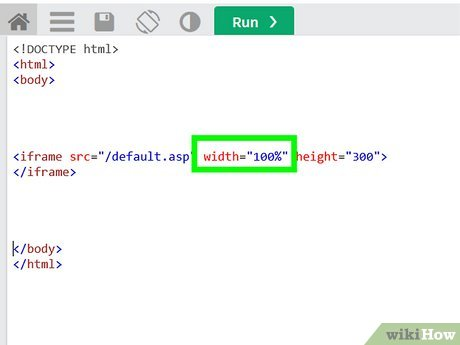 Run ❯
<!DOCTYPE html>
<html>
<body>
<iframe src="/default.asp" width="100%" height="300">
</iframe>
</body>
</html>
wikiHow